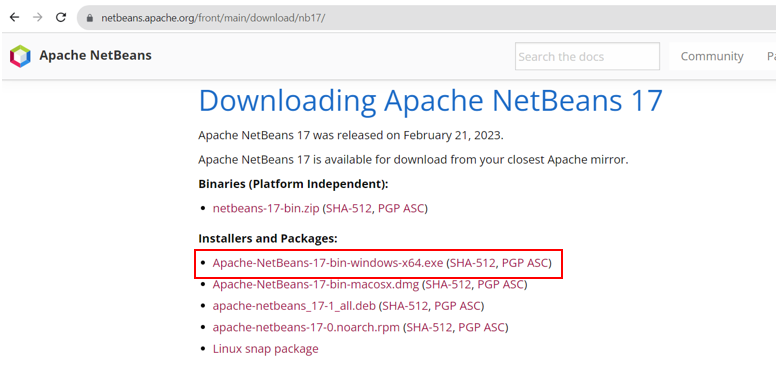 netbeans.apache.org/front/main/download/nb17/
Apache NetBeans
Search the docs
Community
Downloading Apache NetBeans 17
Apache NetBeans 17 was released on February 21, 2023.
Apache NetBeans 17 is available for download from your closest Apache mirror.
Binaries (Platform Independent):
netbeans-17-bin.zip (SHA-512, PGP ASC)
Installers and Packages:
Apache-NetBeans-17-bin-windows-x64.exe (SHA-512, PGP ASC)
Apache-NetBeans-17-bin-macosx.dmg (SHA-512, PGP ASC)
apache-netbeans_17-1_all.deb (SHA-512, PGP ASC)
apache-netbeans-17-0.noarch.rpm (SHA-512, PGP ASC)
Linux snap package